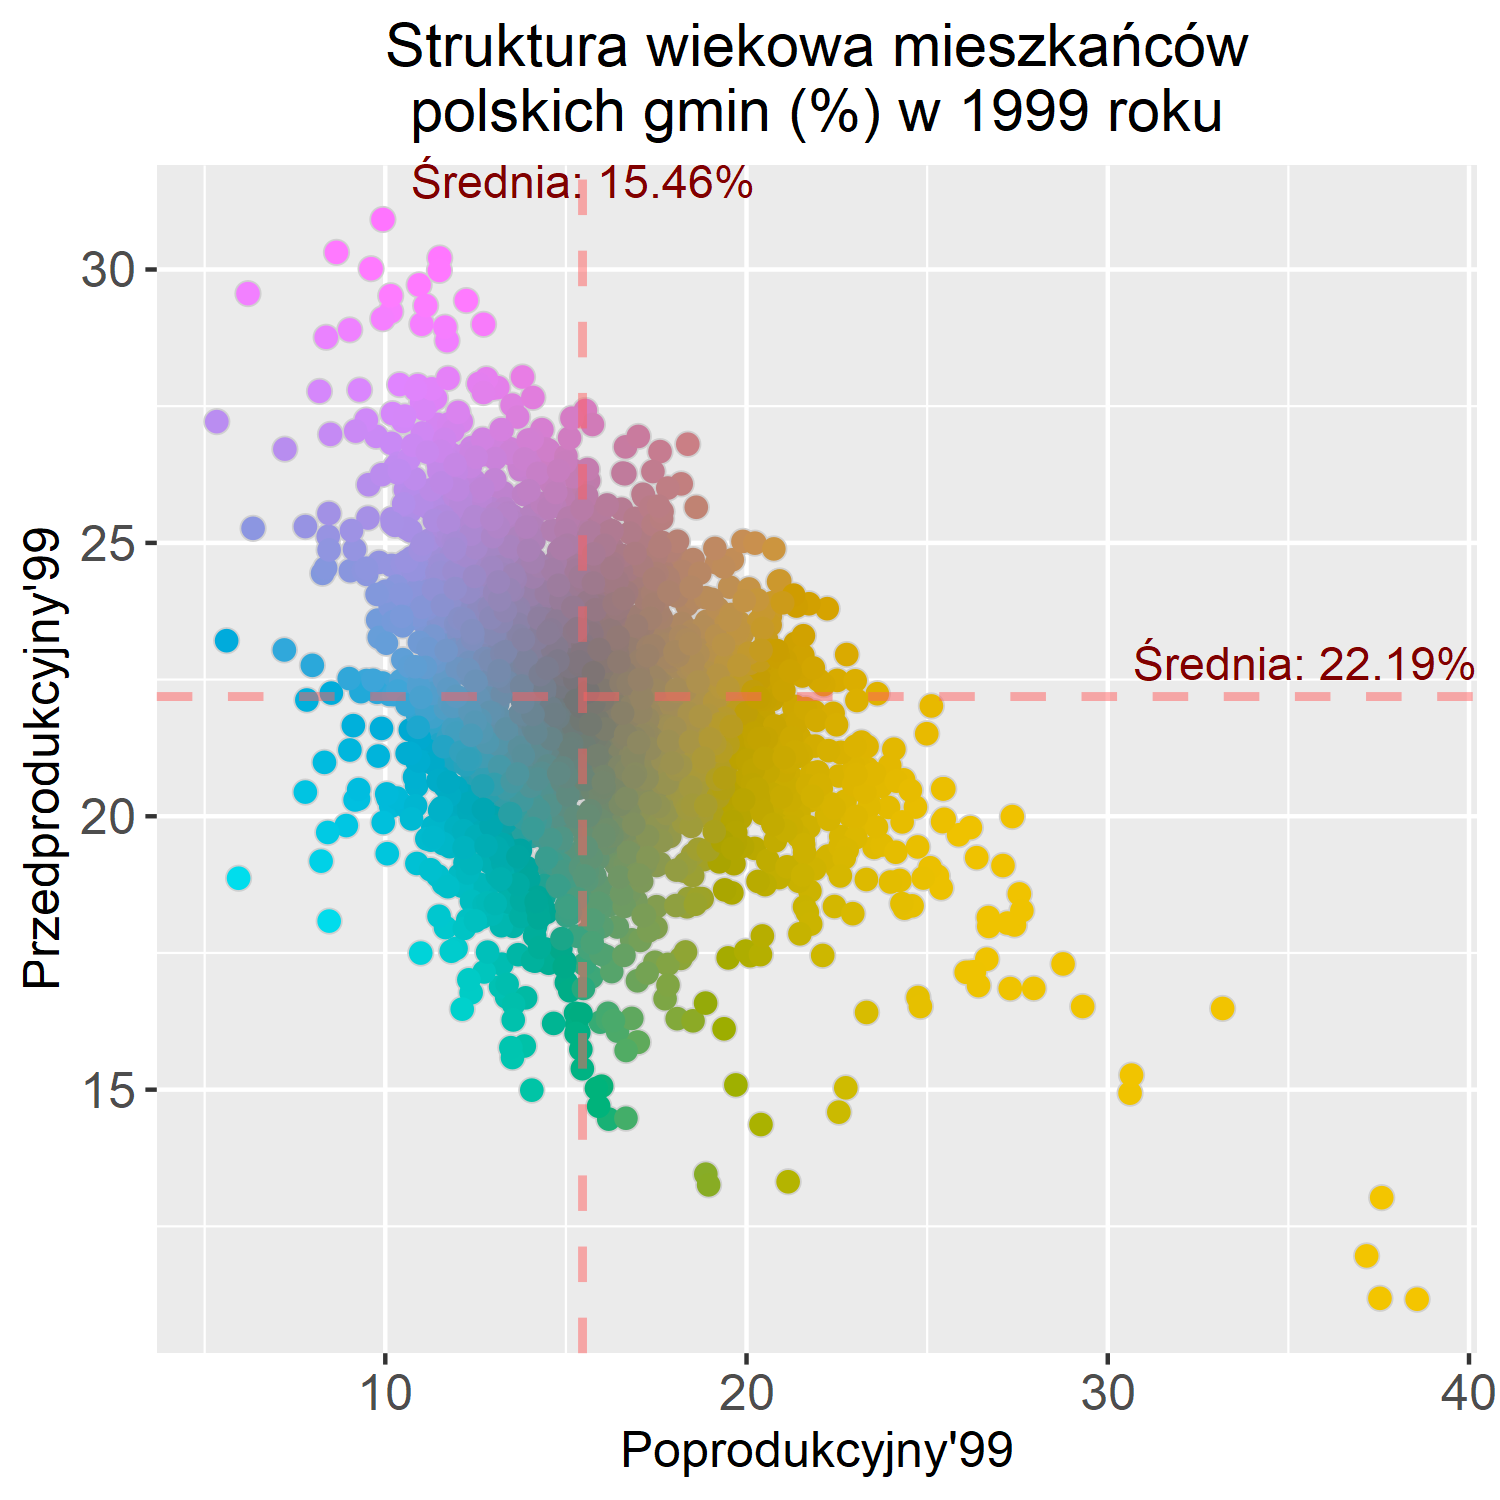 Struktura wiekowa mieszkańców
polskich gmin (%) w 1999 roku
Średnia: 15.46%
30
25
20
15
Średnia: 22.19%
Przedprodukcyjny'99
10
20
30
40
Poprodukcyjny'99